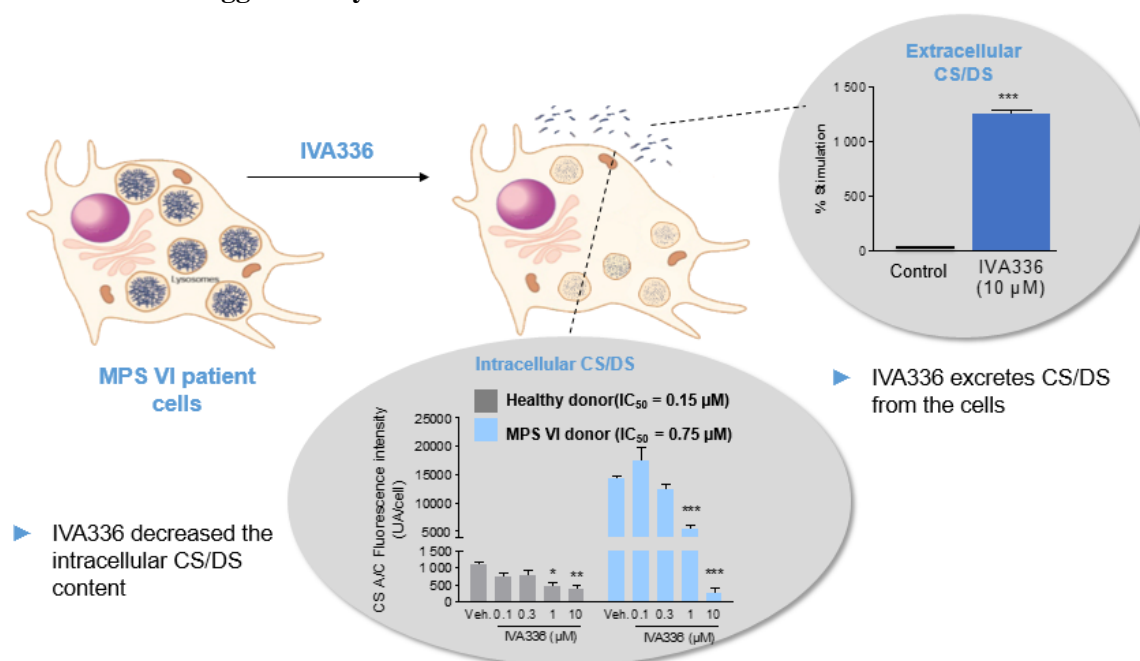 Extracellular
CS/DS
1 500
1 000
500
0
% Stimulation
***
Control
IVA336
(10 µM)
IVA336
Lysosomes
MPS VI patient
cells
IVA336 excretes CS/DS
from the cells
Intracellular CS/DS
Healthy donor(IC50 = 0.15 µM)
MPS VI donor (IC50 = 0.75 µM)
CS A/C Fluorescence intensity
(UA/cell)
25000
20000
15000
10000
5000
1 500
1000
500
0
*
**
***
***
Veh. 0.1 0.3 1 10
IVA336 (µM)
Veh. 0.1 0.3 1 10
IVA336 (µM)
IVA336 decreased the
intracellular CS/DS
content